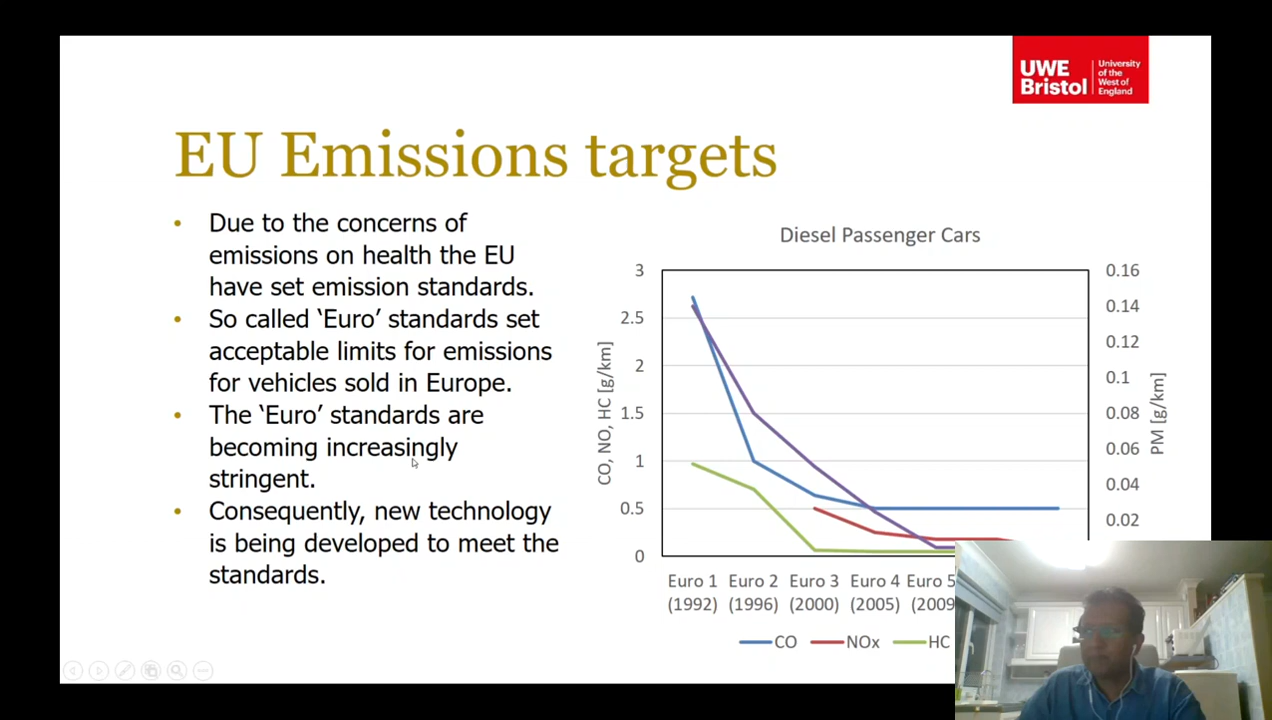 UWE
Bristol
University
of the
West of
England
EU Emissions targets
• Due to the concerns of
emissions on health the EU
have set emission standards.
• So called ‘Euro’ standards set
acceptable limits for emissions
for vehicles sold in Europe.
• The ‘Euro’ standards are
becoming increasingly
stringent.
• Consequently, new technology
is being developed to meet the
standards.
Diesel Passenger Cars
3
2.5
2
1.5
1
0.5
0
CO, NO, HC [g/km]
0.16
0.14
0.12
0.1
0.08
0.06
0.04
0.02
PM [g/km]
Euro 1 Euro 2 Euro 3 Euro 4 Euro 5
(1992) (1996) (2000) (2005) (2009
CO NOx HC